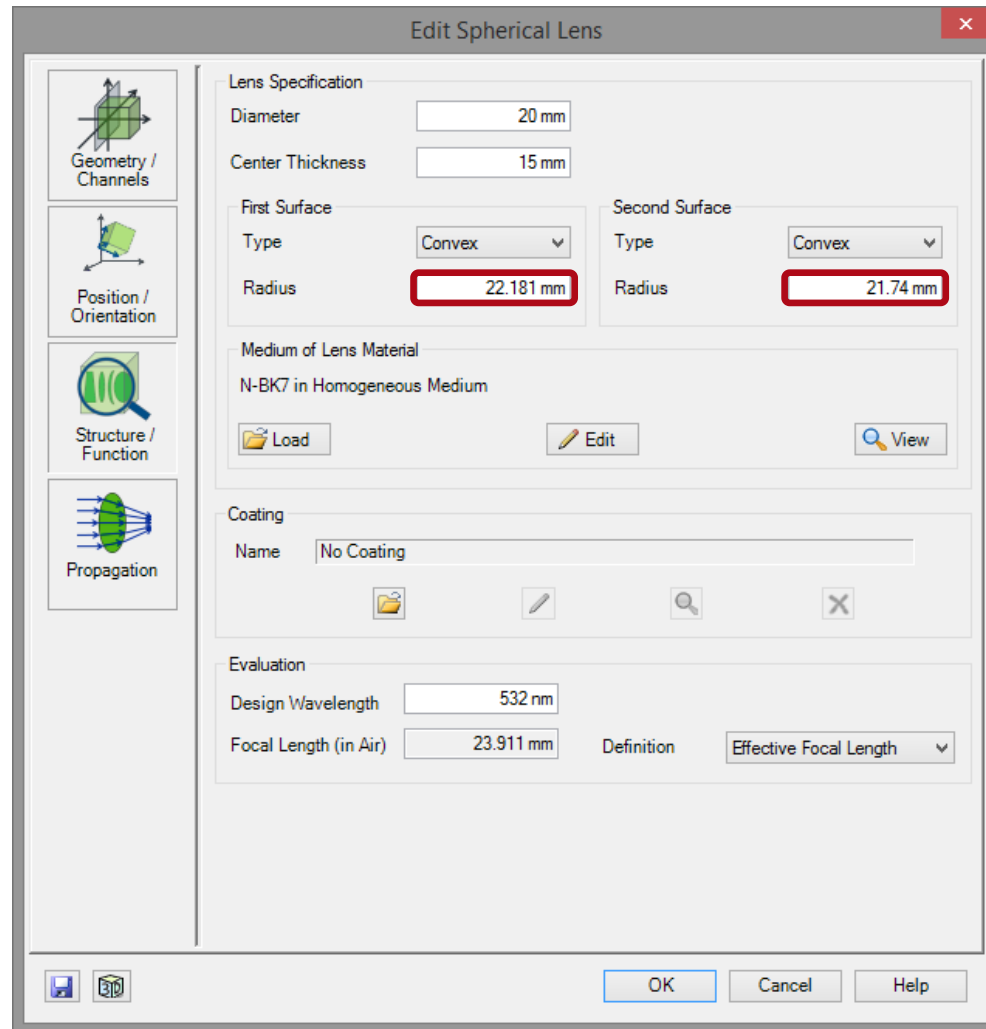 Edit Spherical Lens
Geometry /
Channels
Position /
Orientation
Structure /
Function
Propagation
Lens Specification
Diameter 20 mm
Center Thickness 15 mm
First Surface
Type Convex
Radius 22.181 mm
Second Surface
Type Convex
Radius 21.74 mm
Medium of Lens Material
N-BK7 in Homogeneous Medium
Load Edit View
Coating
Name No Coating
Evaluation
Design Wavelength 532 nm
Focal Length (in Air) 23.911 mm Definition Effective Focal Length
3D
OK Cancel Help